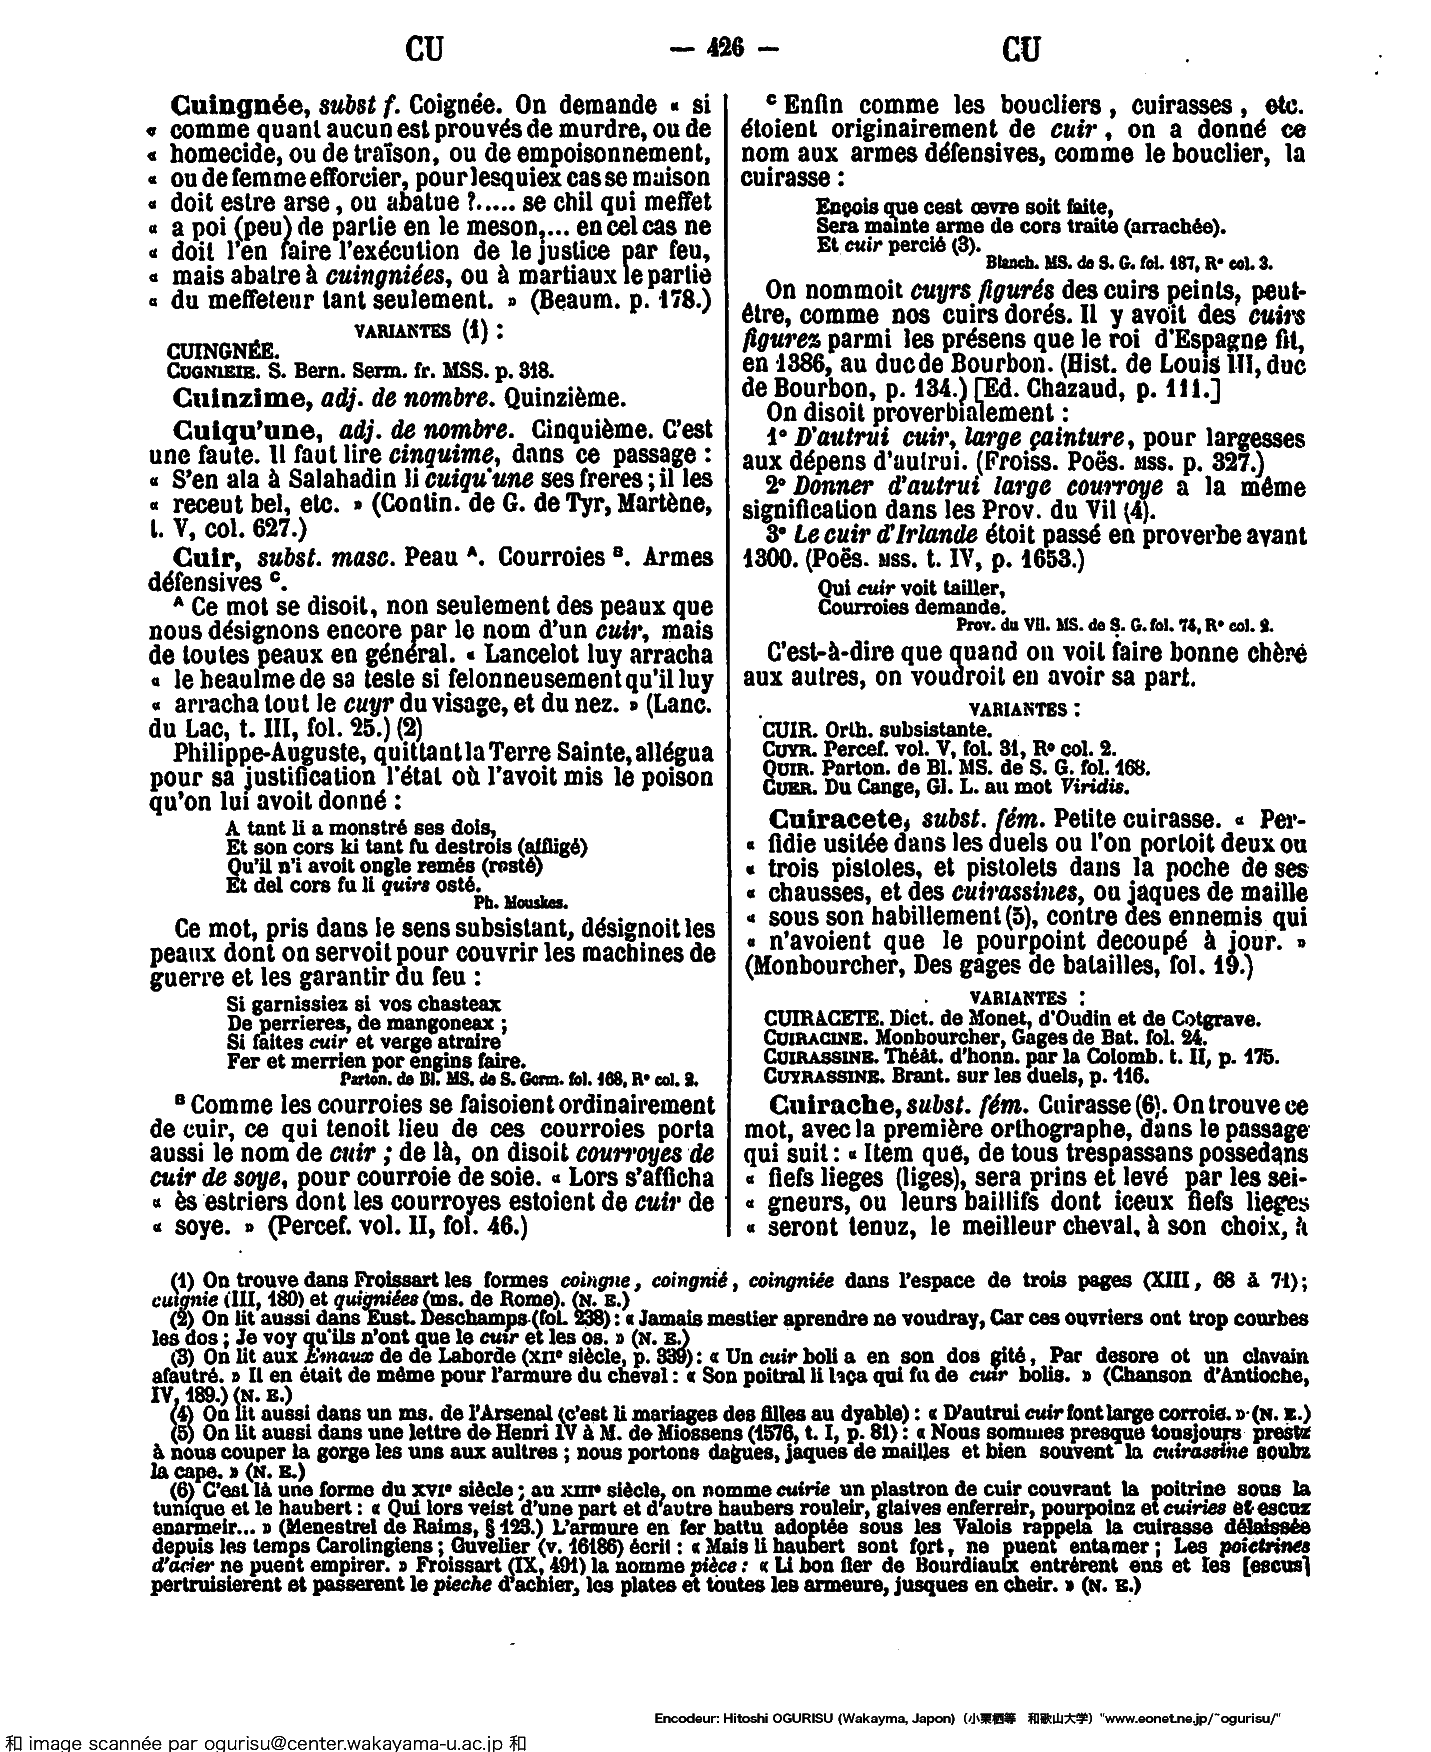 CU
— 426 —
CU
Cuingnée, subst f. Coignée. On demande « si
« comme quant aucun est prouvés de murdre, ou de
« homecide, ou de traïson, ou de empoisonnement,
« ou de femme efforcier, pour lesquiex cas se maison
« doit estre arse, ou abatue ?..... se chil qui meffet
« a poi (peu) de partie en le meson,... en cel cas ne
« doit l'en faire l'exécution de le justice par feu,
« mais abatre à cuingniées, ou à martiaux le partie
« du meffeteur tant seulement. » (Beaum. p. 178.)
VARIANTES (1) :
CUINGNÉE.
CUGNIEIE. S. Bern. Serm. fr. MSS. p. 318.
Cuinzime, adj. de nombre. Quinzième.
Cuiqu'une, adj. de nombre. Cinquième. C'est
une faute. Il faut lire cinquime, dans ce passage :
« S'en ala à Salahadin li cuiqu'une ses freres ; il les
« receut bel, etc. » (Contin. de G. de Tyr, Martène,
t. V, col. 627.)
Cuir, subst. masc. Peau A. Courroies B. Armes
défensives C.
A Ce mot se disoit, non seulement des peaux que
nous désignons encore par le nom d'un cuir, mais
de toutes peaux en général. « Lancelot luy arracha
« le heaulme de sa teste si felonneusement qu'il luy
« arracha tout le cuyr du visage, et du nez. » (Lanc.
du Lac, t. III, fol. 25.) (2)
Philippe-Auguste, quittant la Terre Sainte, allégua
pour sa justification l'état où l'avoit mis le poison
qu'on lui avoit donné :
A tant li a monstré ses dois,
Et son cors ki tant fu destrois (affligé)
Qu'il n'i avoit ongle remés (resté)
Et del cors fu li quirs osté.
Ph. Mouskes.
Ce mot, pris dans le sens subsistant, désignoit les
peaux dont on servoit pour couvrir les machines de
guerre et les garantir du feu :
Si garnissiez si vos chasteax
De perrieres, de mangoneax ;
Si faites cuir et verge atraire
Fer et merrien por engins faire.
Parton. de Bl. MS. de S. Germ. fol. 168, R° col. 2.
B Comme les courroies se faisoient ordinairement
de cuir, ce qui tenoit lieu de ces courroies porta
aussi le nom de cuir ; de là, on disoit courroyes de
cuir de soye, pour courroie de soie. « Lors s'afficha
« ès estriers dont les courroyes estoient de cuir de
« soye. » (Percef. vol. II, fol. 46.)
C Enfin comme les boucliers, cuirasses, etc.
étoient originairement de cuir, on a donné ce
nom aux armes défensives, comme le bouclier, la
cuirasse :
Ençois que cest œvre soit faite,
Sera mainte arme de cors traite (arrachée).
Et cuir percié (3).
Blanch. MS. de S. G. fol. 187, R° col. 3.
On nommoit cuyrs figurés des cuirs peints, peut-
être, comme nos cuirs dorés. Il y avoit des cuirs
figurez parmi les présens que le roi d'Espagne fit,
en 1386, au duc de Bourbon. (Hist. de Louis III, duc
de Bourbon, p. 134.) [Ed. Chazaud, p. 111.]
On disoit proverbialement :
1° D'autrui cuir, large çainture, pour largesses
aux dépens d'autrui. (Froiss. Poës. MSS. p. 327.)
2° Donner d'autrui large courroye a la même
signification dans les Prov. du Vil (4).
3° Le cuir d'Irlande étoit passé en proverbe avant
1300. (Poës. MSS. t. IV, p. 1653.)
Qui cuir voit tailler,
Courroies demande.
Prov. du Vil. MS. de S. G. fol. 74, R° col. 2.
C'est-à-dire que quand on voit faire bonne chère
aux autres, on voudroit en avoir sa part.
VARIANTES :
CUIR. Orth. subsistante.
CUYR. Percef. vol. V, fol. 31, R° col. 2.
QUIR. Parton. de Bl. MS. de S. G. fol. 168.
CUER. Du Cange, Gl. L. au mot Viridis.
Cuiracete, subst. fém. Petite cuirasse. « Per-
« fidie usitée dans les duels ou l'on portoit deux ou
« trois pistoles, et pistolets dans la poche de ses
« chausses, et des cuirassines, ou jaques de maille
« sous son habillement (5), contre des ennemis qui
« n'avoient que le pourpoint decoupé à jour. »
(Monbourcher, Des gages de batailles, fol. 19.)
VARIANTES :
CUIRACETE. Dict. de Monet, d'Oudin et de Cotgrave.
CUIRACINE. Monbourcher, Gages de Bat. fol. 24.
CUIRASSINE. Théât. d'honn. par la Colomb. t. II, p. 175.
CUYRASSINE. Brant. sur les duels, p. 116.
Cuirache, subst. fém. Cuirasse (6). On trouve ce
mot, avec la première orthographe, dans le passage
qui suit : « Item que, de tous trespassans possedans
« fiefs lieges (liges), sera prins et levé par les sei-
« gneurs, ou leurs baillifs dont iceux fiefs lieges
« seront tenuz, le meilleur cheval, à son choix, à
(1) On trouve dans Froissart les formes coingne, coingnié, coingniée dans l'espace de trois pages (XIII, 68 à 71) ;
cuignie (III, 180) et quigniées (ms. de Rome). (N. E.)
(2) On lit aussi dans Eust. Deschamps (fol. 238) : « Jamais mestier aprendre ne voudray, Car ces ouvriers ont trop courbes
les dos ; Je voy qu'ils n'ont que le cuir et les os. » (N. E.)
(3) On lit aux Émaux de de Laborde (XIIe siècle, p. 339) : « Un cuir boli a en son dos gité, Par desore ot un clavain
afautré. » Il en était de même pour l'armure du cheval : « Son poitral li laça qui fu de cuir bolis. » (Chanson d'Antioche,
IV, 189.) (N. E.)
(4) On lit aussi dans un ms. de l'Arsenal (c'est li mariages des filles au dyable) : « D'autrui cuir font large corroie. » (N. E.)
(5) On lit aussi dans une lettre de Henri IV à M. de Miossens (1576, t. I, p. 81) : « Nous sommes presque tousjours prestz
à nous couper la gorge les uns aux aultres ; nous portons dagues, jaques de mailles et bien souvent la cuirassine soubz
la cape. » (N. E.)
(6) C'est là une forme du XVIe siècle ; au XIIIe siècle, on nomme cuirie un plastron de cuir couvrant la poitrine sous la
tunique et le haubert : « Qui lors veist d'une part et d'autre haubers rouleir, glaives enferreir, pourpoinz et cuiries et escuz
enarmeir... » (Menestrel de Raims, § 123.) L'armure en fer battu adoptée sous les Valois rappela la cuirasse délaissée
depuis les temps Carolingiens ; Guvelier (v. 16186) écrit : « Mais li haubert sont fort, ne puent entamer ; Les poictrines
d'acier ne puent empirer. » Froissart (IX, 491) la nomme pièce : « Li bon fier de Bourdiaulx entrérent ens et les [escus]
pertruisierent et passerent le pieche d'achier, les plates et toutes les armeure, jusques en cheir. » (N. E.)
Encodeur: Hitoshi OGURISU (Wakayma, Japon) (小栗栖等 和歌山大学) "www.eonet.ne.jp/~ogurisu/"
和 image scannée par ogurisu@center.wakayama-u.ac.jp 和